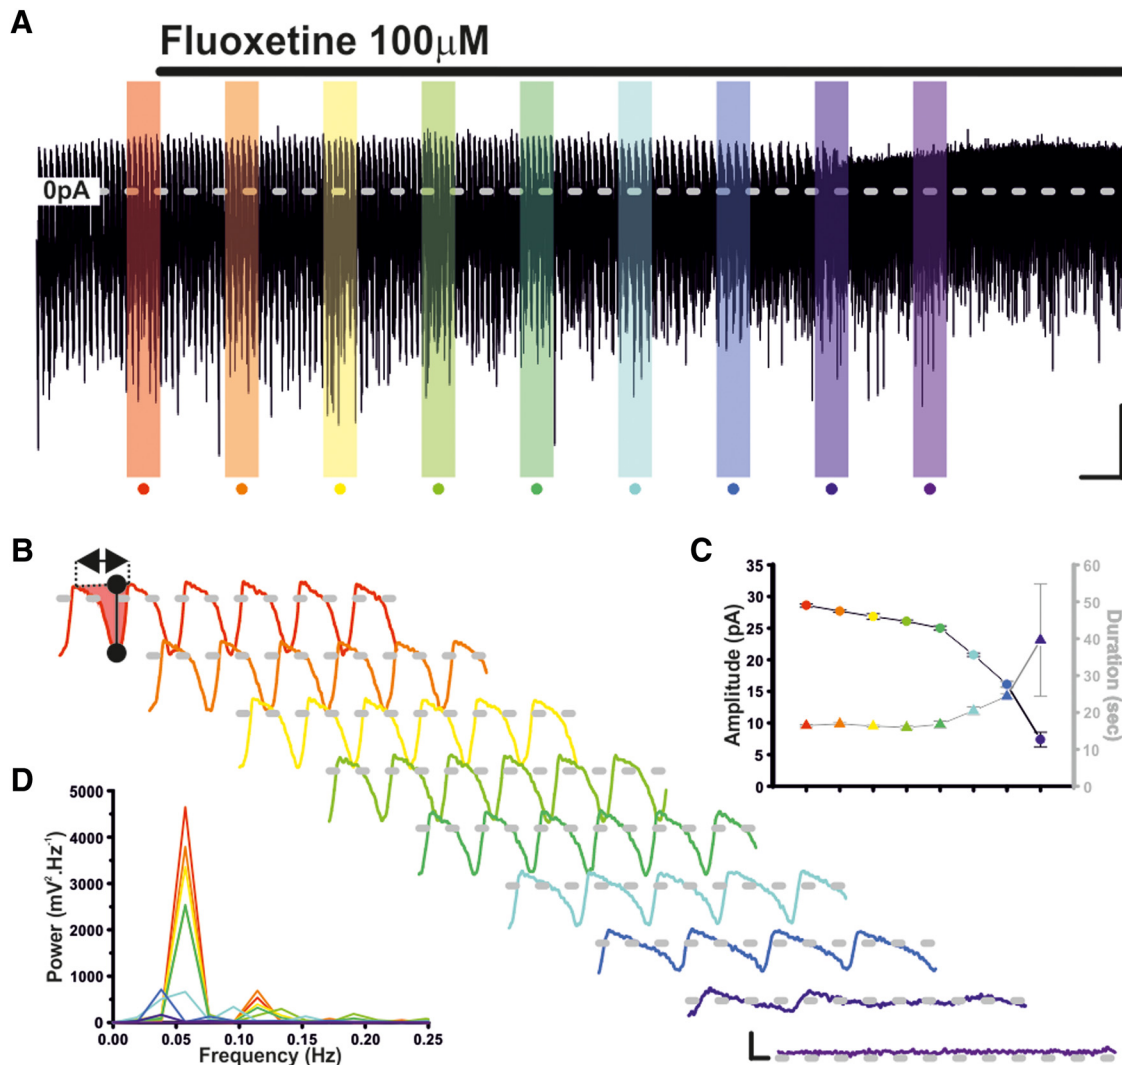 A
Fluoxetine 100μM
0pA
B
C
35
30
25
20
15
10
5
0
Amplitude (pA)
60
50
40
30
20
10
0
Duration (sec)
D
5000
4000
3000
2000
1000
0
Power (mV².Hz⁻¹)
0.00 0.05 0.10 0.15 0.20 0.25
Frequency (Hz)